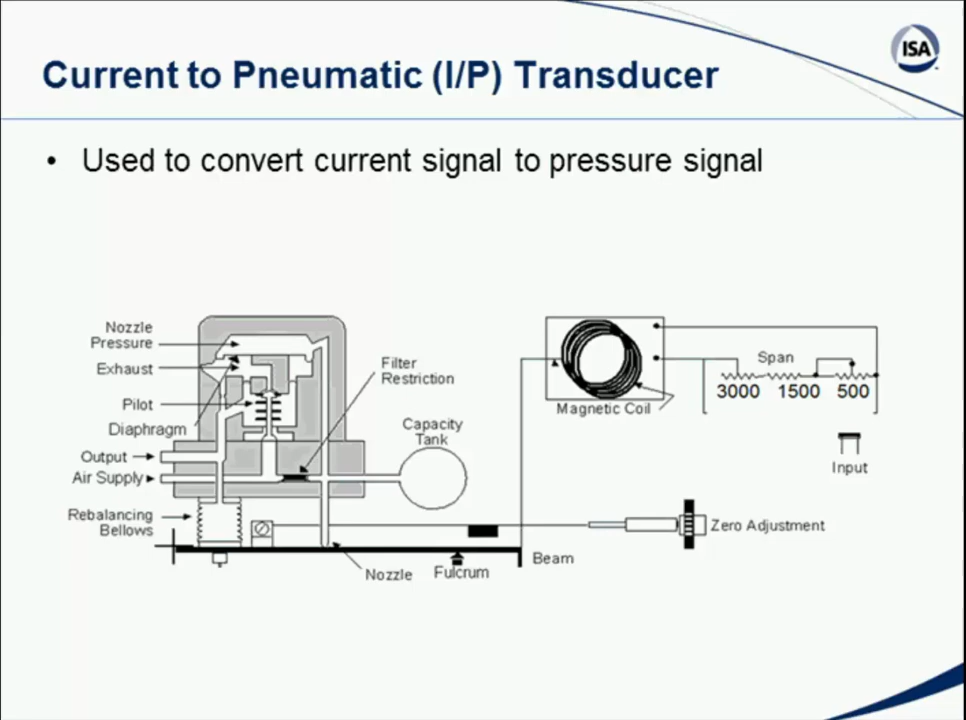 ISA
Current to Pneumatic (I/P) Transducer
• Used to convert current signal to pressure signal
Nozzle
Pressure
Exhaust
Pilot
Diaphragm
Output
Air Supply
Rebalancing
Bellows
Filter
Restriction
Capacity
Tank
Nozzle
Fulcrum
Beam
Magnetic Coil
Span
3000 1500 500
Input
Zero Adjustment